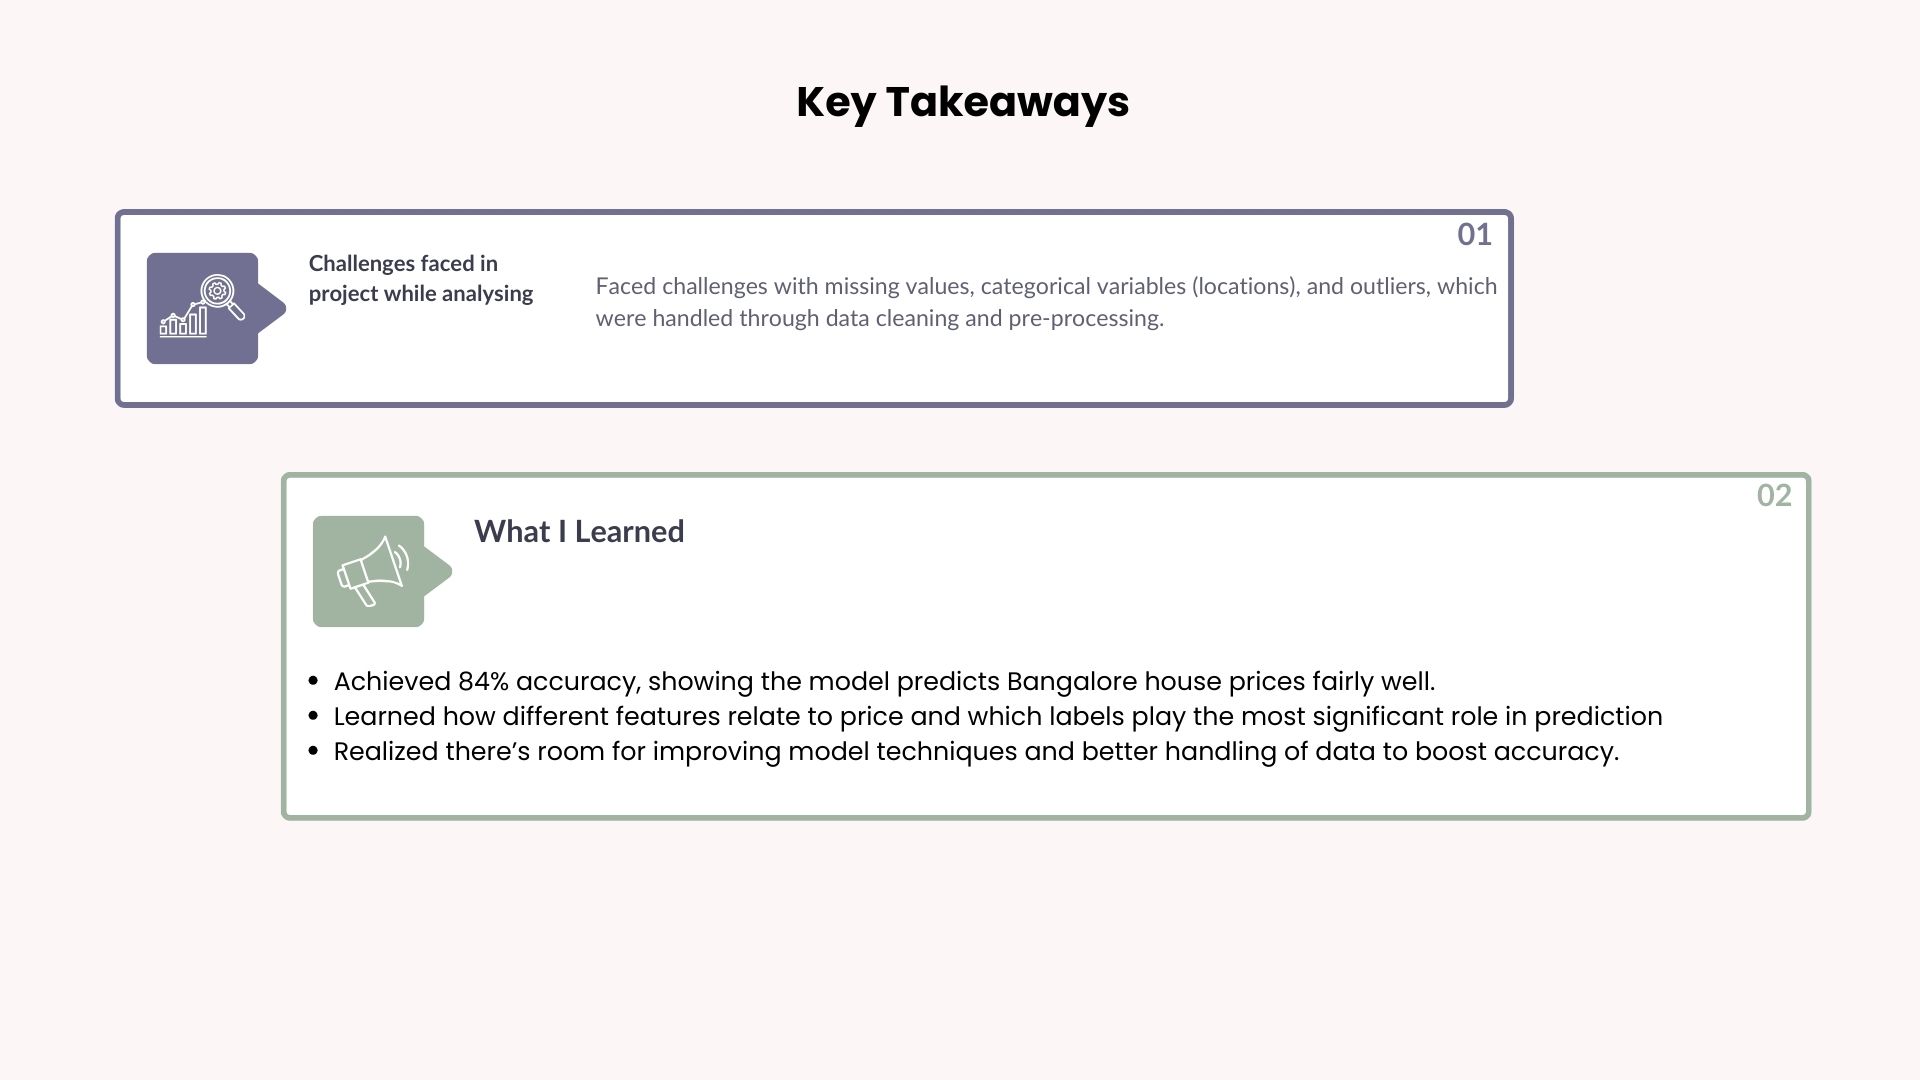 Key Takeaways
01
Challenges faced in
project while analysing
Faced challenges with missing values, categorical variables (locations), and outliers, which
were handled through data cleaning and pre-processing.
02
What I Learned
• Achieved 84% accuracy, showing the model predicts Bangalore house prices fairly well.
• Learned how different features relate to price and which labels play the most significant role in prediction
• Realized there’s room for improving model techniques and better handling of data to boost accuracy.